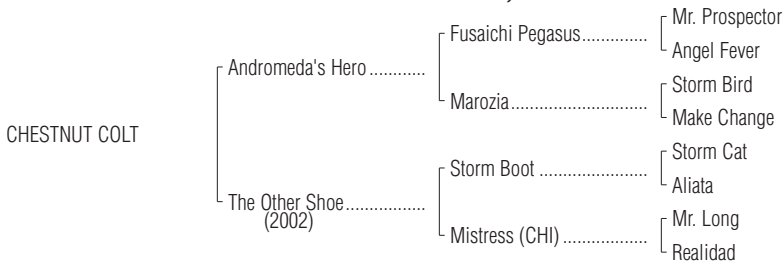 Mr. Prospector
Fusaichi Pegasus..............
Angel Fever
Andromeda's Hero ............
Storm Bird
Marozia.............................
Make Change
CHESTNUT COLT
Storm Cat
Storm Boot .......................
Aliata
The Other Shoe.................
(2002)
Mr. Long
Mistress (CHI) ..................
Realidad